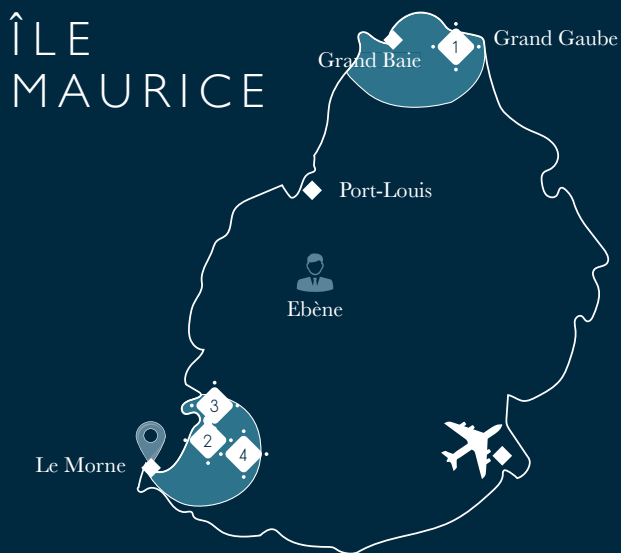 ÎLE
MAURICE
Grand Gaube
1
Grand Baie
Port-Louis
Ebène
3
2
4
Le Morne